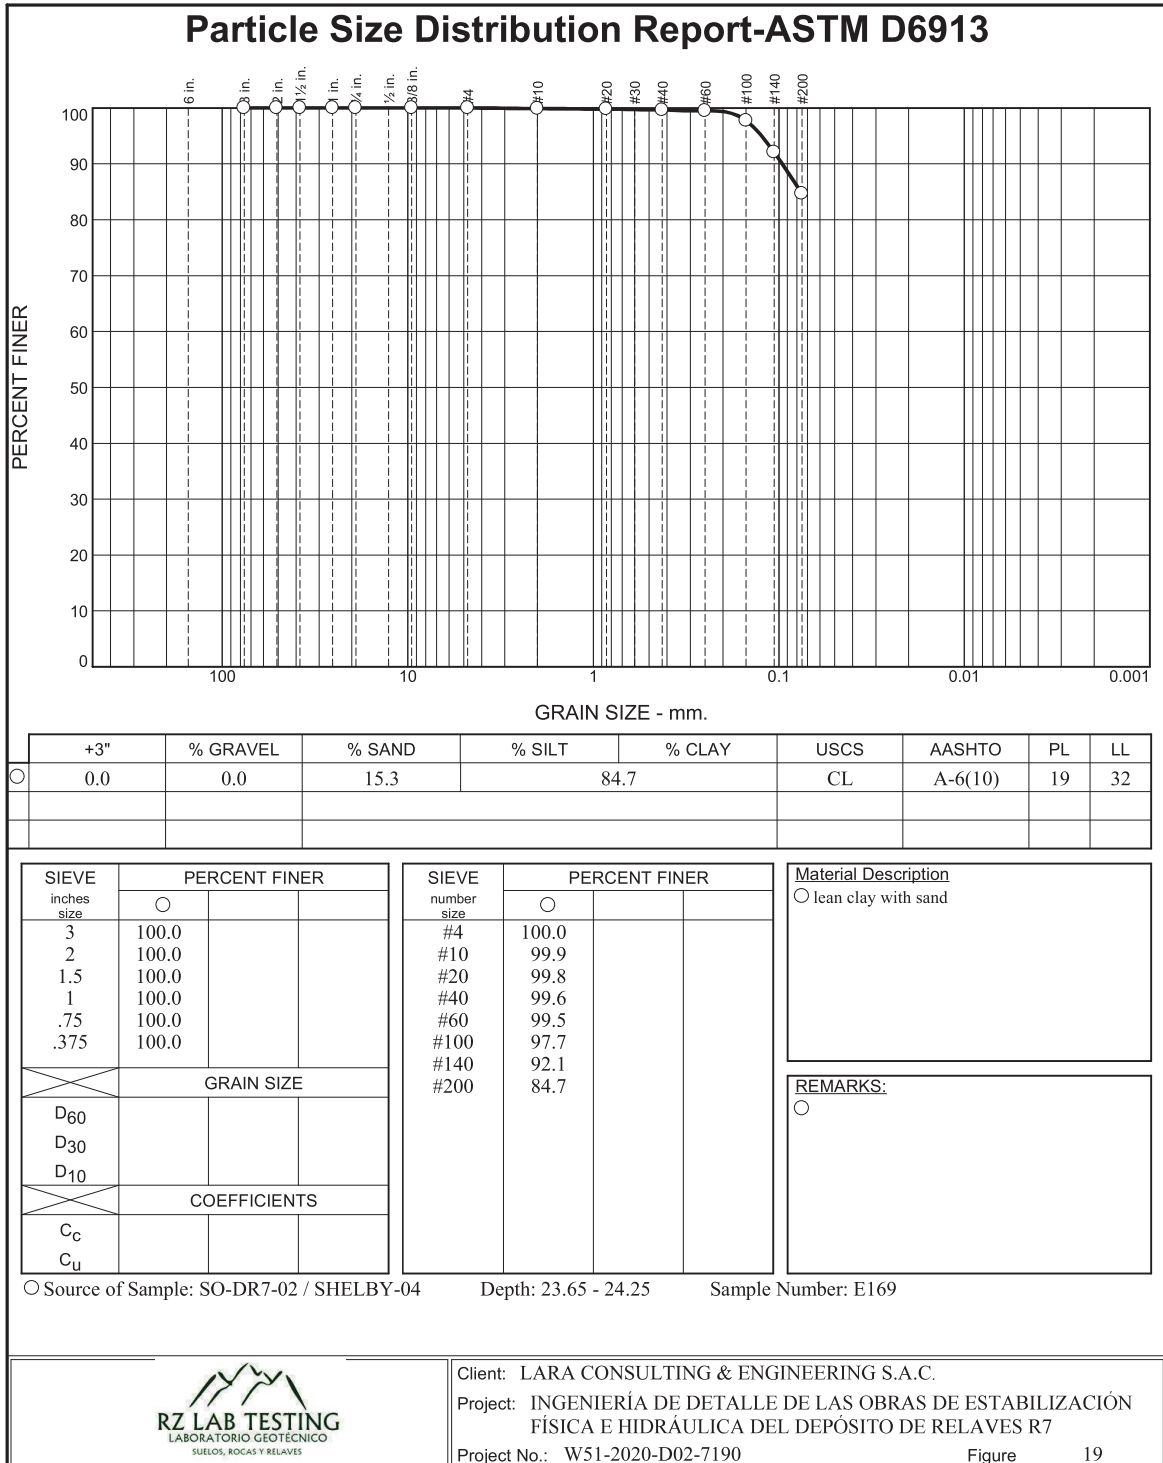 Particle Size Distribution Report-ASTM D6913
6 in.
3 in.
2 in.
1½ in.
1 in.
¾ in.
½ in.
3/8 in.
#4
#10
#20
#30
#40
#60
#100
#140
#200
PERCENT FINER
100
90
80
70
60
50
40
30
20
10
0
100 10 1 0.1 0.01 0.001
GRAIN SIZE - mm.
+3" % GRAVEL % SAND % SILT % CLAY USCS AASHTO PL LL
0.0 0.0 15.3 84.7 CL A-6(10) 19 32
SIEVE PERCENT FINER
inches
size
3 100.0
2 100.0
1.5 100.0
1 100.0
.75 100.0
.375 100.0
GRAIN SIZE
D60
D30
D10
COEFFICIENTS
Cc
Cu
SIEVE PERCENT FINER
number
size
#4 100.0
#10 99.9
#20 99.8
#40 99.6
#60 99.5
#100 97.7
#140 92.1
#200 84.7
Material Description
lean clay with sand
REMARKS:
Source of Sample: SO-DR7-02 / SHELBY-04 Depth: 23.65 - 24.25 Sample Number: E169
RZ LAB TESTING
LABORATORIO GEOTÉCNICO
SUELOS, ROCAS Y RELAVES
Client: LARA CONSULTING & ENGINEERING S.A.C.
Project: INGENIERÍA DE DETALLE DE LAS OBRAS DE ESTABILIZACIÓN
FÍSICA E HIDRÁULICA DEL DEPÓSITO DE RELAVES R7
Project No.: W51-2020-D02-7190 Figure 19